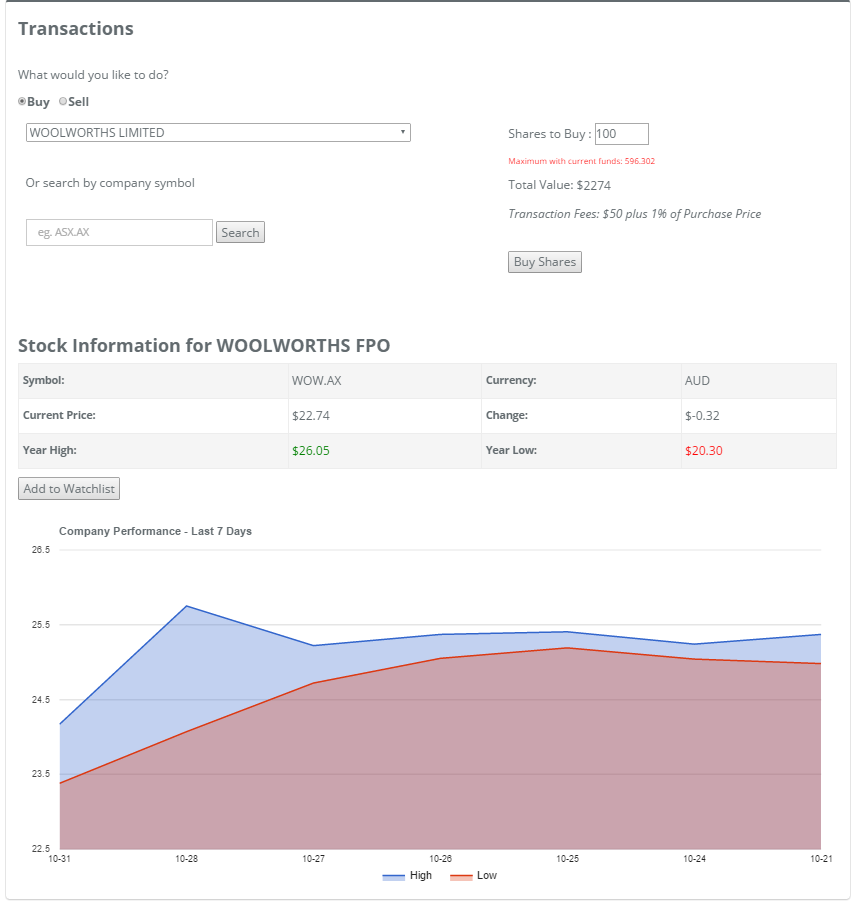 Transactions
What would you like to do?
Buy Sell
WOOLWORTHS LIMITED
Shares to Buy : 100
Maximum with current funds: 596.302
Or search by company symbol
Total Value: $2274
Transaction Fees: $50 plus 1% of Purchase Price
eg. ASX.AX Search
Buy Shares
Stock Information for WOOLWORTHS FPO
Symbol: WOW.AX Currency: AUD
Current Price: $22.74 Change: $-0.32
Year High: $26.05 Year Low: $20.30
Add to Watchlist
Company Performance - Last 7 Days
26.5
25.5
24.5
23.5
22.5
10-31 10-28 10-27 10-26 10-25 10-24 10-21
High Low